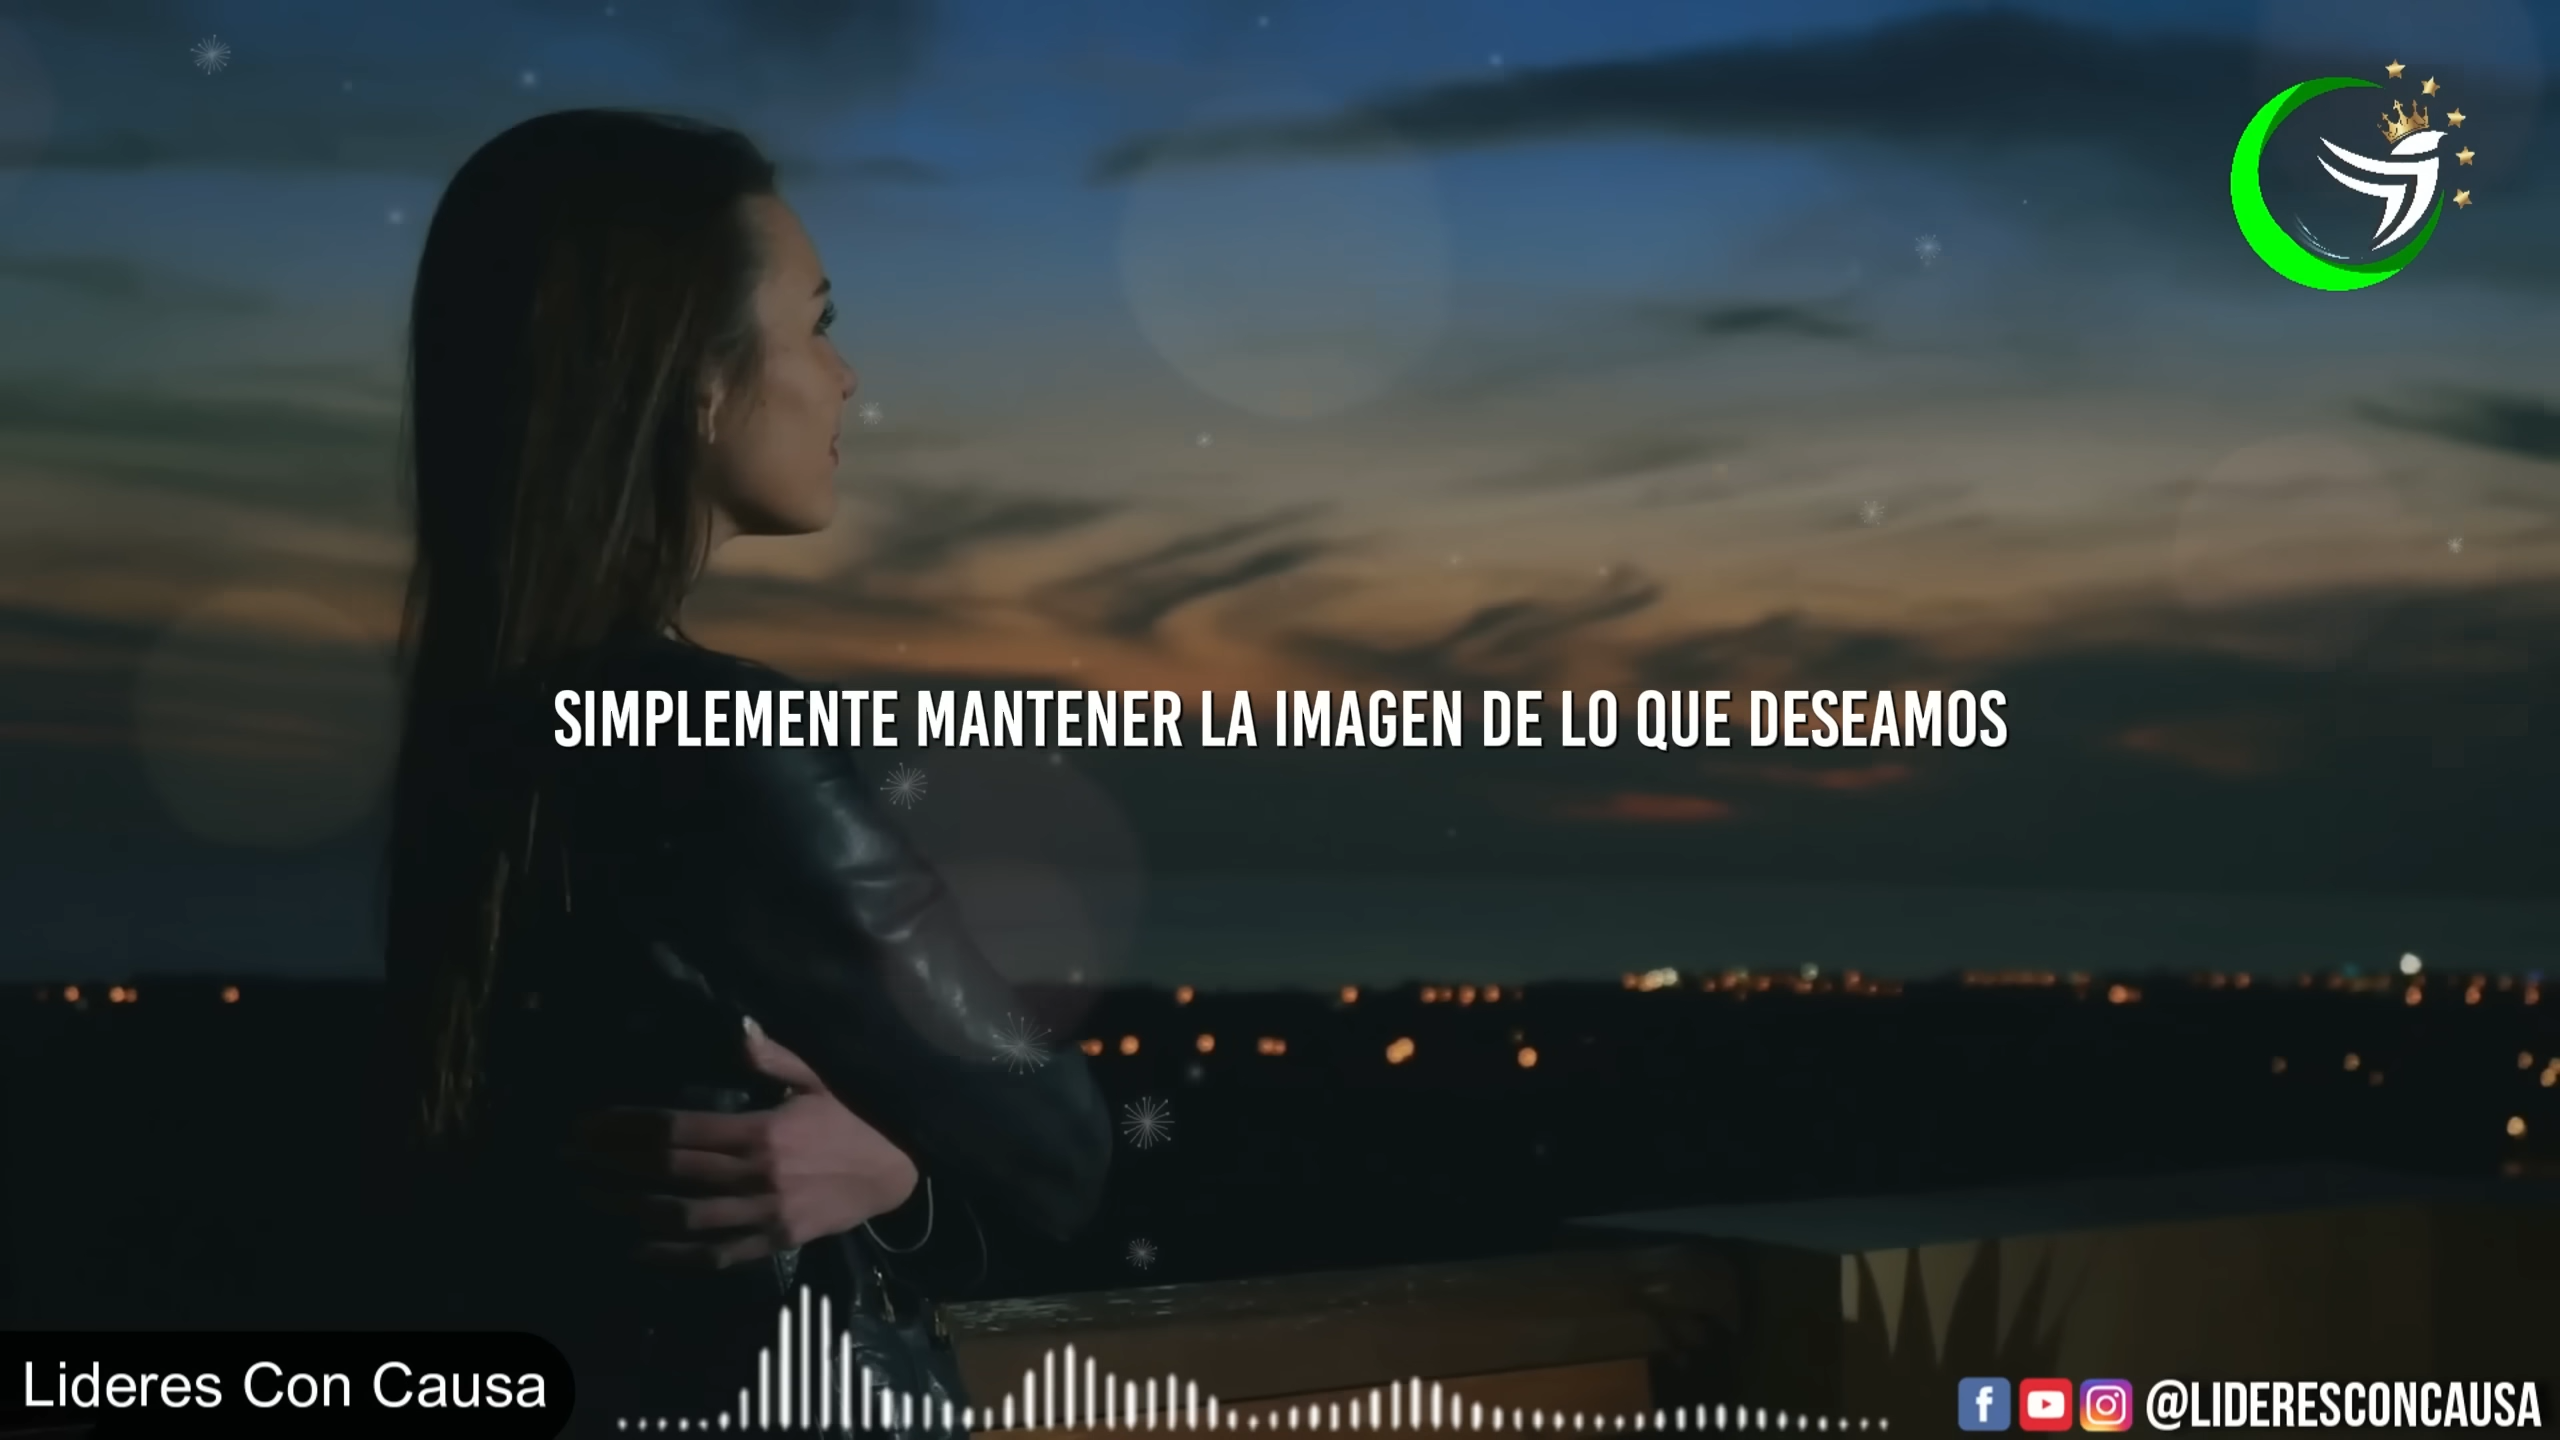 SIMPLEMENTE MANTENER LA IMAGEN DE LO QUE DESEAMOS
Lideres Con Causa
@LIDERESCONCAUSA